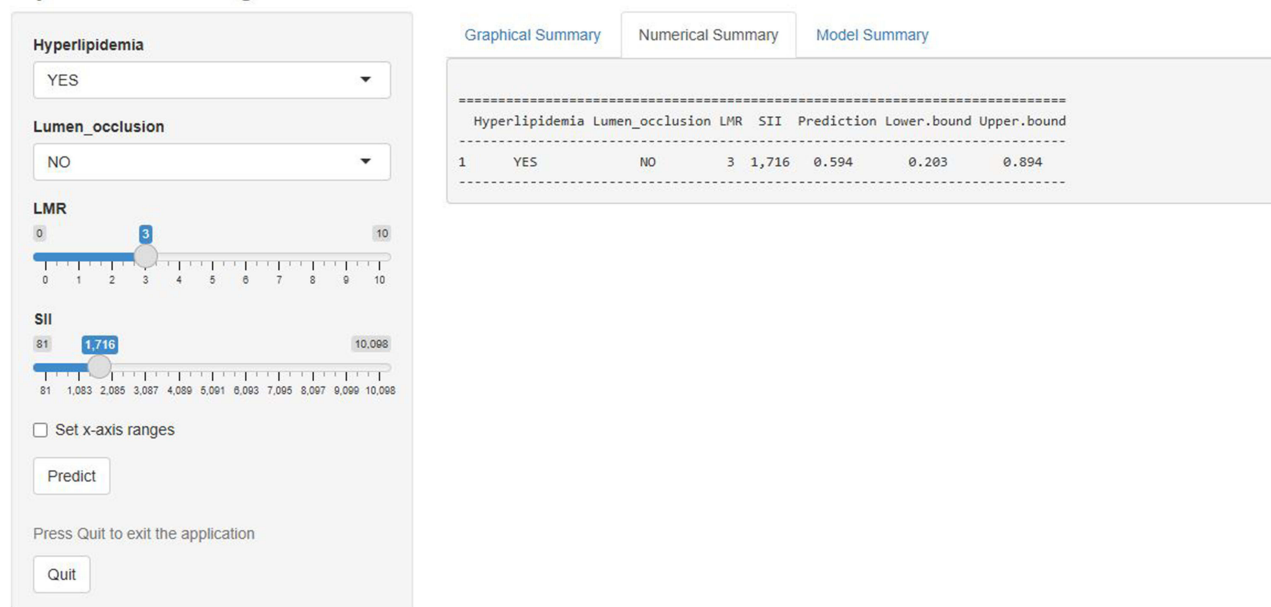 Hyperlipidemia
YES
Lumen_occlusion
NO
LMR
0 3 10
0 1 2 3 4 5 6 7 8 9 10
SII
81 1,716 10,098
81 1,083 2,085 3,087 4,089 5,091 6,093 7,095 8,097 9,099 10,098
Set x-axis ranges
Predict
Press Quit to exit the application
Quit
Graphical Summary Numerical Summary Model Summary
==============================================================================
Hyperlipidemia Lumen_occlusion LMR SII Prediction Lower.bound Upper.bound
------------------------------------------------------------------------------
1 YES NO 3 1,716 0.594 0.203 0.894
------------------------------------------------------------------------------